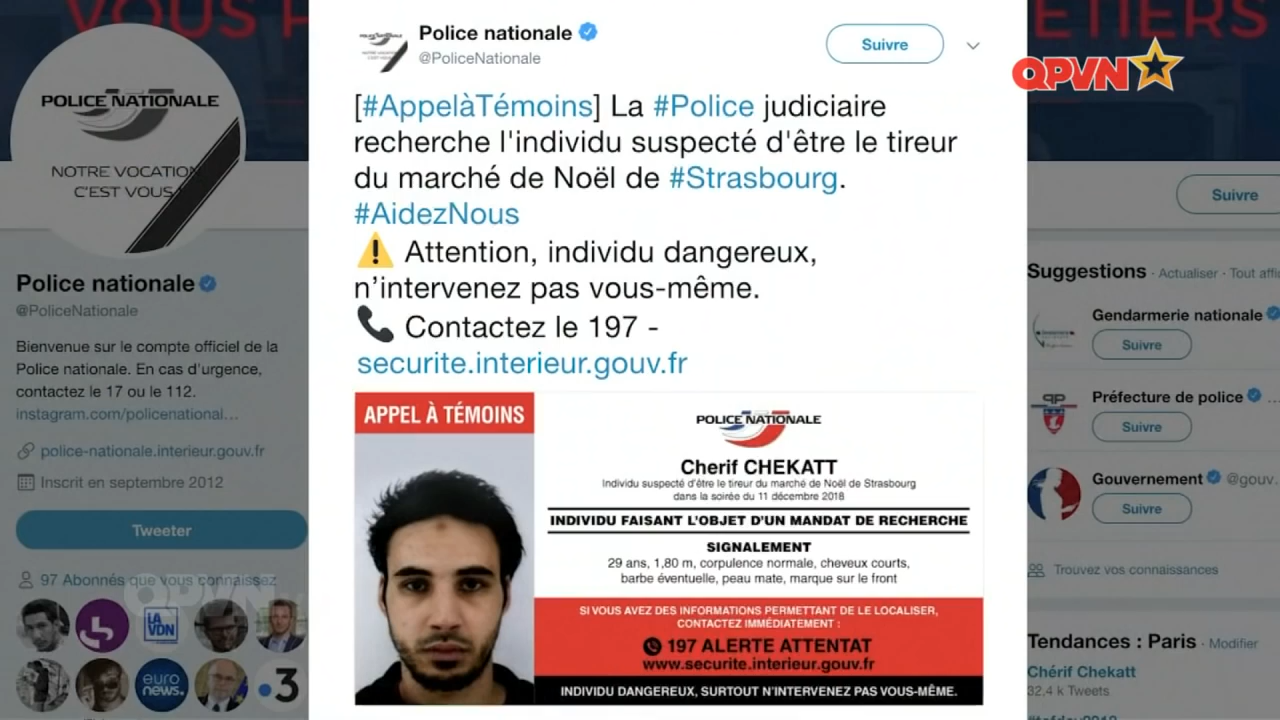 VOUS
ÉTIERS
QPVN
POLICE NATIONALE
NOTRE VOCATION
C'EST VOUS !
Police nationale
@PoliceNationale
Bienvenue sur le compte officiel de la
Police nationale. En cas d'urgence,
contactez le 17 ou le 112.
instagram.com/policenational…
police-nationale.interieur.gouv.fr
Inscrit en septembre 2012
Tweeter
97 Abonnés que vous connaissez
QPVN
LA VDN
euro
news.
3
Police nationale
@PoliceNationale
Suivre
[#AppelàTémoins] La #Police judiciaire
recherche l'individu suspecté d'être le tireur
du marché de Noël de #Strasbourg.
#AidezNous
⚠️ Attention, individu dangereux,
n'intervenez pas vous-même.
📞 Contactez le 197 -
securite.interieur.gouv.fr
APPEL À TÉMOINS
POLICE NATIONALE
Cherif CHEKATT
Individu suspecté d'être le tireur du marché de Noël de Strasbourg
dans la soirée du 11 décembre 2018
INDIVIDU FAISANT L'OBJET D'UN MANDAT DE RECHERCHE
SIGNALEMENT
29 ans, 1,80 m, corpulence normale, cheveux courts,
barbe éventuelle, peau mate, marque sur le front
SI VOUS AVEZ DES INFORMATIONS PERMETTANT DE LE LOCALISER,
CONTACTEZ IMMÉDIATEMENT :
197 ALERTE ATTENTAT
www.securite.interieur.gouv.fr
INDIVIDU DANGEREUX, SURTOUT N'INTERVENEZ PAS VOUS-MÊME.
Suivre
Suggestions · Actualiser · Tout
Gendarmerie nationale
Suivre
Préfecture de police …
Suivre
Gouvernement @gouv.
Suivre
Trouvez vos connaissances
Tendances : Paris · Modifier
Chérif Chekatt
32,4 k Tweets